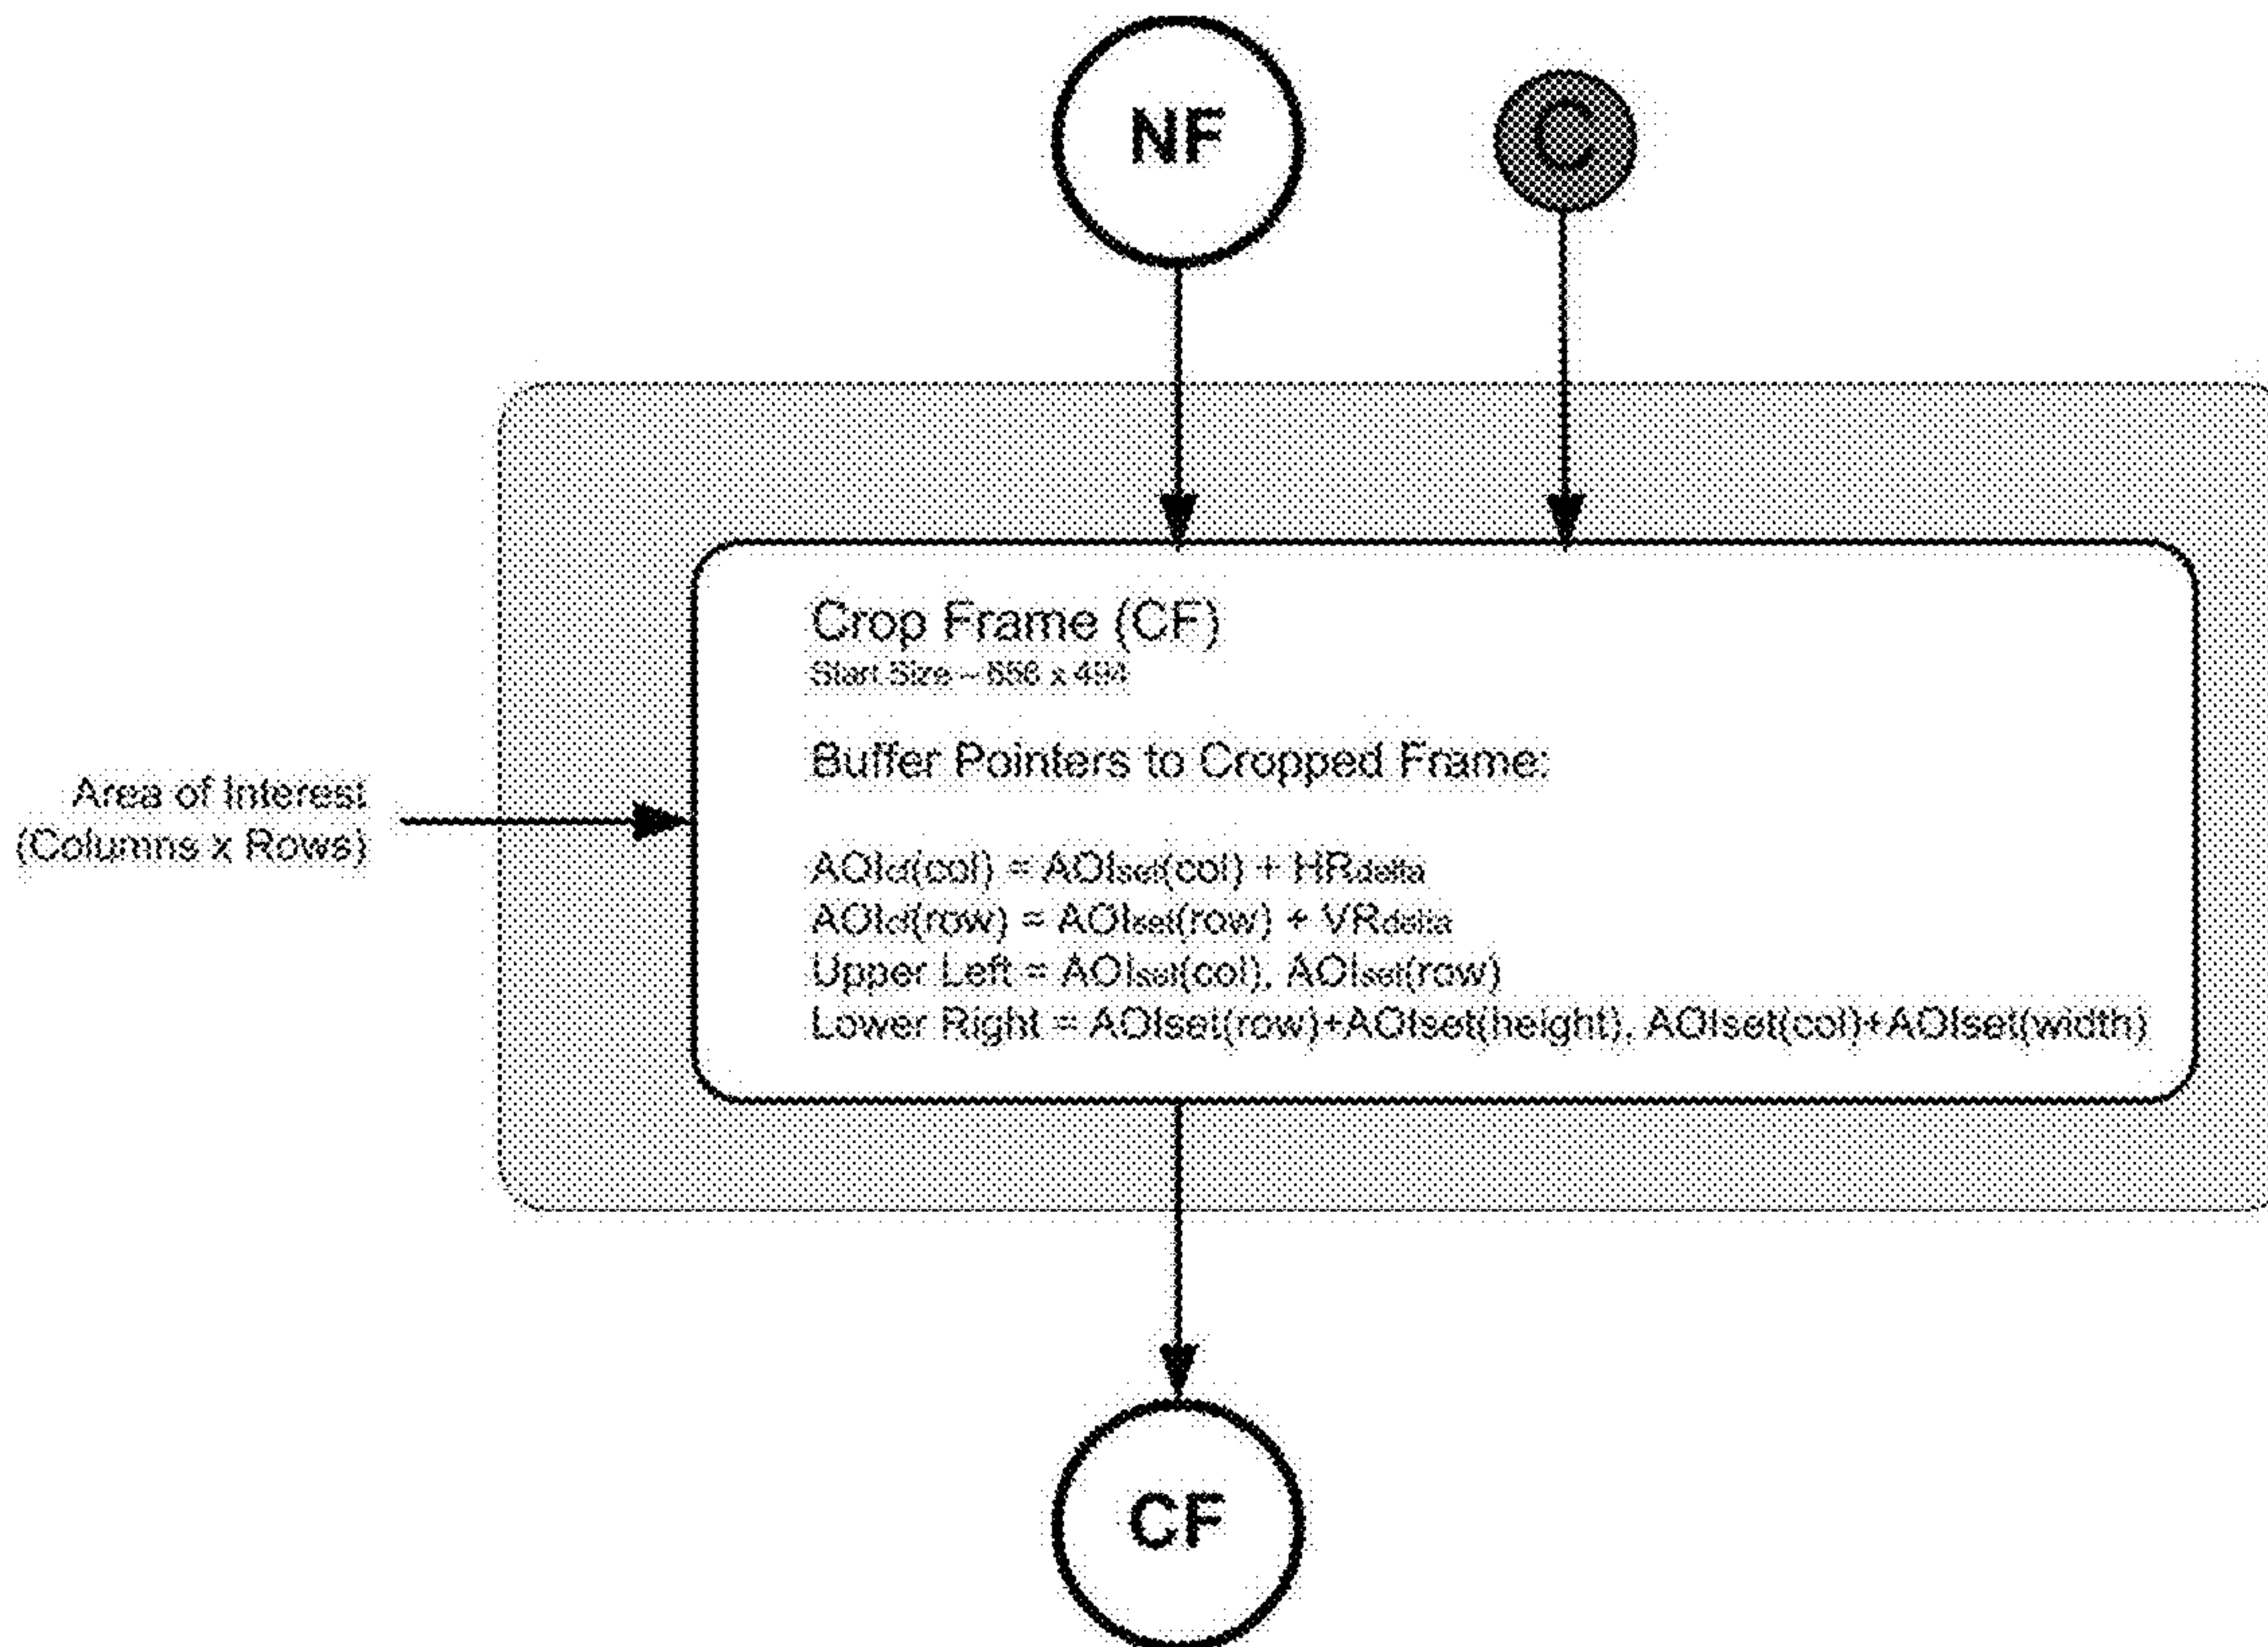 NF
C
Crop Frame (CF)
Start Size – 656 x 494
Buffer Pointers to Cropped Frame:
Area of Interest
(Columns x Rows)
AOIcf(col) = AOIset(col) + HRdelta
AOIcf(row) = AOIset(row) + VRdelta
Upper Left = AOIset(col), AOIset(row)
Lower Right = AOIset(row)+AOIset(height), AOIset(col)+AOIset(width)
CF